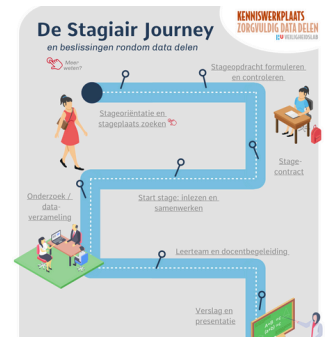 De Stagiair Journey
en beslissingen rondom data delen
KENNISWERKPLAATS
ZORGVULDIG DATA DELEN
Meer
weten?
Stageopdracht formuleren
en controleren
Stageoriëntatie en
stageplaats zoeken
Stage-
contract
Onderzoek /
data-
verzameling
Start stage: inlezen en
samenwerken
Leerteam en docentbegeleiding
Verslag en
presentatie